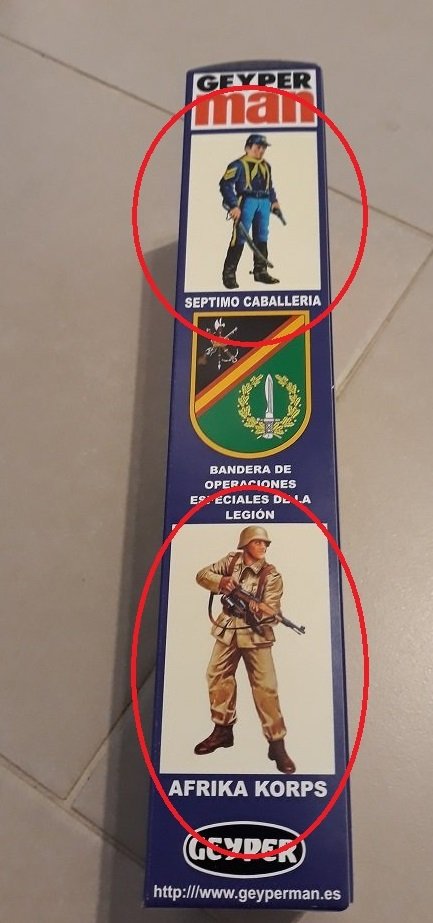 GEYPER
man
SEPTIMO CABALLERIA
BANDERA DE
OPERACIONES
ESPECIALES DE LA
LEGIÓN
AFRIKA KORPS
GEYPER
http:///www.geyperman.es